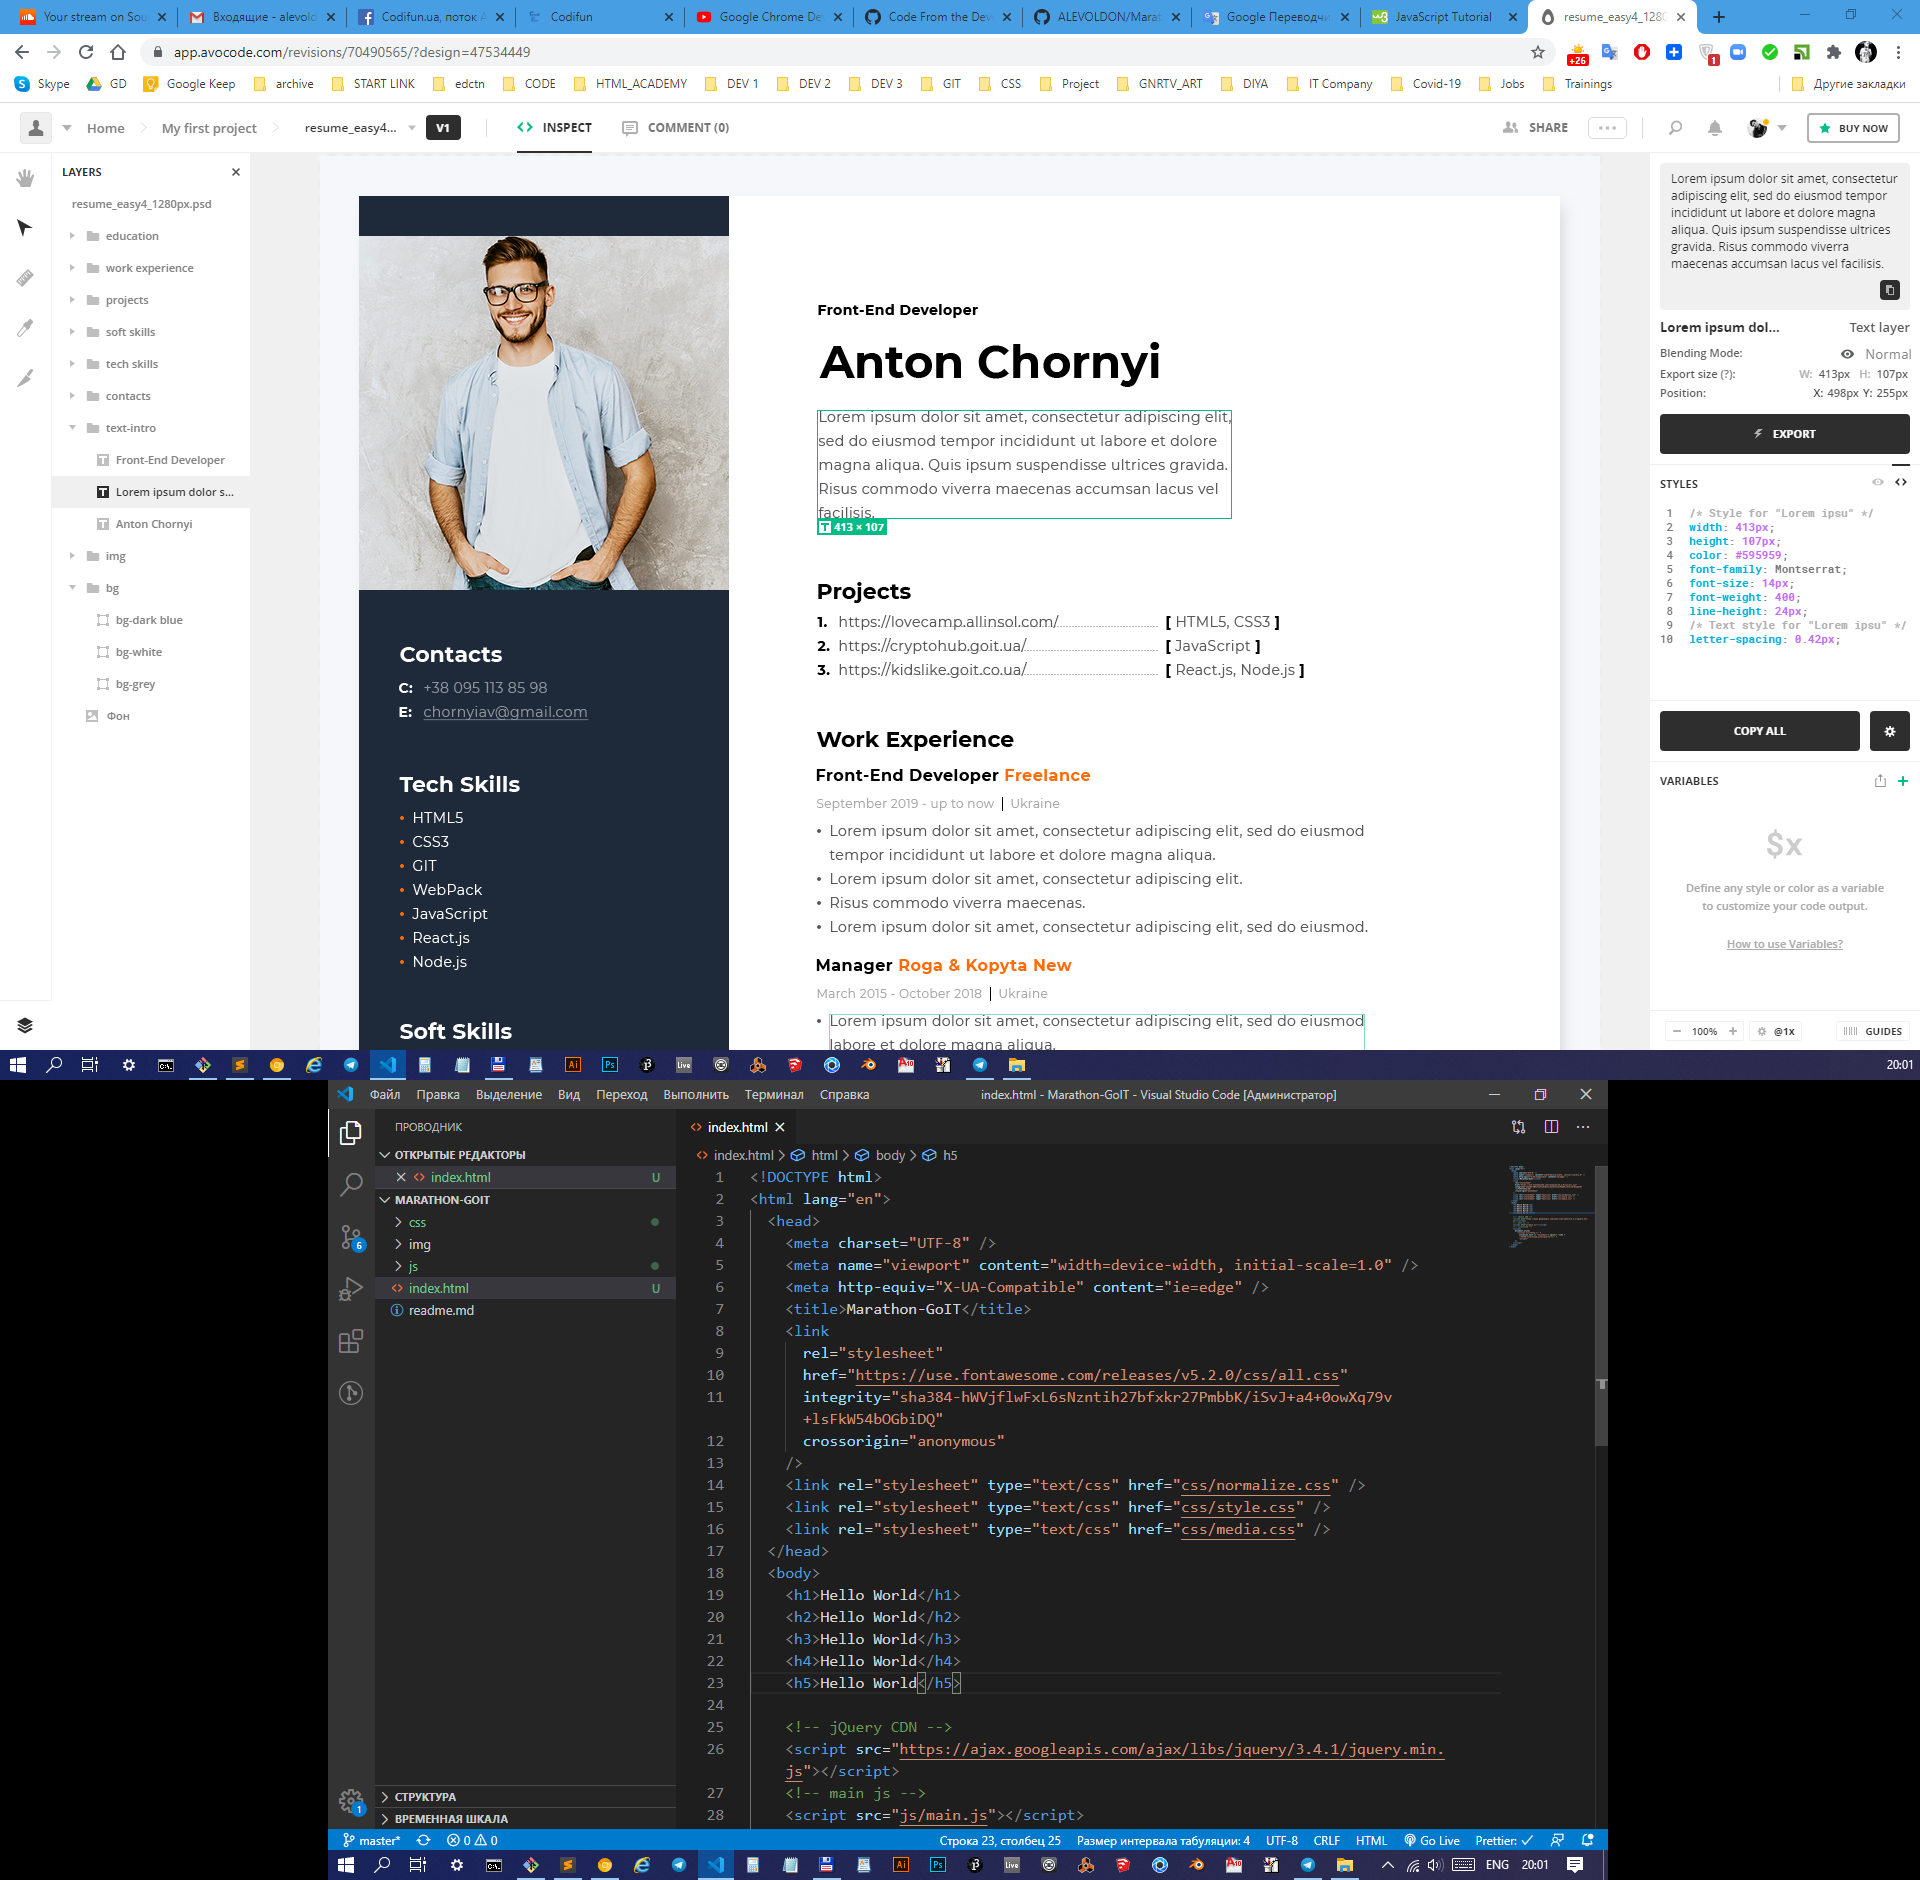 Your stream on Sou
Входящие - alevold
Codifun.ua, поток A
Codifun
Google Chrome De
Code From the Dev
ALEVOLDON/Marat
Google Переводчи
JavaScript Tutorial
resume_easy4_1280
app.avocode.com/revisions/70490565/?design=47534449
+26
1
Skype
GD
Google Keep
archive
START LINK
edctn
CODE
HTML_ACADEMY
DEV 1
DEV 2
DEV 3
GIT
CSS
Project
GNRTV_ART
DIYA
IT Company
Covid-19
Jobs
Trainings
Другие закладки
Home
My first project
resume_easy4...
V1
INSPECT
COMMENT (0)
SHARE
BUY NOW
LAYERS
resume_easy4_1280px.psd
education
work experience
projects
soft skills
tech skills
contacts
text-intro
Front-End Developer
Lorem ipsum dolor s...
Anton Chornyi
img
bg
bg-dark blue
bg-white
bg-grey
Фон
Contacts
C: +38 095 113 85 98
E: chornyiav@gmail.com
Tech Skills
• HTML5
• CSS3
• GIT
• WebPack
• JavaScript
• React.js
• Node.js
Soft Skills
Front-End Developer
Anton Chornyi
Lorem ipsum dolor sit amet, consectetur adipiscing elit,
sed do eiusmod tempor incididunt ut labore et dolore
magna aliqua. Quis ipsum suspendisse ultrices gravida.
Risus commodo viverra maecenas accumsan lacus vel
facilisis.
T 413 × 107
Projects
1. https://lovecamp.allinsol.com/ [ HTML5, CSS3 ]
2. https://cryptohub.goit.ua/ [ JavaScript ]
3. https://kidslike.goit.co.ua/ [ React.js, Node.js ]
Work Experience
Front-End Developer Freelance
September 2019 - up to now | Ukraine
• Lorem ipsum dolor sit amet, consectetur adipiscing elit, sed do eiusmod
tempor incididunt ut labore et dolore magna aliqua.
• Lorem ipsum dolor sit amet, consectetur adipiscing elit.
• Risus commodo viverra maecenas.
• Lorem ipsum dolor sit amet, consectetur adipiscing elit, sed do eiusmod.
Manager Roga & Kopyta New
March 2015 - October 2018 | Ukraine
• Lorem ipsum dolor sit amet, consectetur adipiscing elit, sed do eiusmod
labore et dolore magna aliqua.
Lorem ipsum dolor sit amet, consectetur
adipiscing elit, sed do eiusmod tempor
incididunt ut labore et dolore magna
aliqua. Quis ipsum suspendisse ultrices
gravida. Risus commodo viverra
maecenas accumsan lacus vel facilisis.
Lorem ipsum dol... Text layer
Blending Mode: Normal
Export size (?): W: 413px H: 107px
Position: X: 498px Y: 255px
EXPORT
STYLES
1 /* Style for "Lorem ipsu" */
2 width: 413px;
3 height: 107px;
4 color: #595959;
5 font-family: Montserrat;
6 font-size: 14px;
7 font-weight: 400;
8 line-height: 24px;
9 /* Text style for "Lorem ipsu" */
10 letter-spacing: 0.42px;
COPY ALL
VARIABLES
$x
Define any style or color as a variable
to customize your code output.
How to use Variables?
100%
@1x
GUIDES
Ai
Ps
Live
20:01
Файл Правка Выделение Вид Переход Выполнить Терминал Справка
index.html - Marathon-GoIT - Visual Studio Code [Администратор]
ПРОВОДНИК
ОТКРЫТЫЕ РЕДАКТОРЫ
index.html U
MARATHON-GOIT
css
img
js
index.html U
readme.md
6
1
СТРУКТУРА
ВРЕМЕННАЯ ШКАЛА
index.html
index.html > html > body > h5
1 <!DOCTYPE html>
2 <html lang="en">
3 <head>
4 <meta charset="UTF-8" />
5 <meta name="viewport" content="width=device-width, initial-scale=1.0" />
6 <meta http-equiv="X-UA-Compatible" content="ie=edge" />
7 <title>Marathon-GoIT</title>
8 <link
9 rel="stylesheet"
10 href="https://use.fontawesome.com/releases/v5.2.0/css/all.css"
11 integrity="sha384-hWVjflwFxL6sNzntih27bfxkr27PmbbK/iSvJ+a4+0owXq79v
+lsFkW54bOGbiDQ"
12 crossorigin="anonymous"
13 />
14 <link rel="stylesheet" type="text/css" href="css/normalize.css" />
15 <link rel="stylesheet" type="text/css" href="css/style.css" />
16 <link rel="stylesheet" type="text/css" href="css/media.css" />
17 </head>
18 <body>
19 <h1>Hello World</h1>
20 <h2>Hello World</h2>
21 <h3>Hello World</h3>
22 <h4>Hello World</h4>
23 <h5>Hello World</h5>
24
25 <!-- jQuery CDN -->
26 <script src="https://ajax.googleapis.com/ajax/libs/jquery/3.4.1/jquery.min.
js"></script>
27 <!-- main js -->
28 <script src="js/main.js"></script>
master* 0 0
Строка 23, столбец 25 Размер интервала табуляции: 4 UTF-8 CRLF HTML Go Live Prettier: ✓
Ai
Ps
Live
ENG 20:01